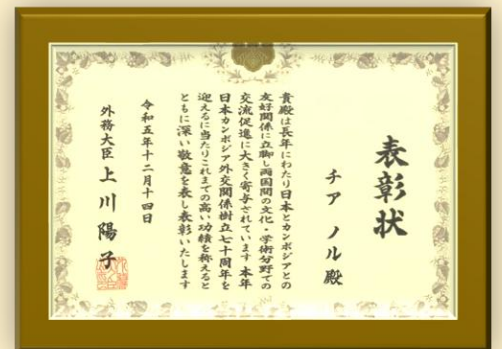 表彰状
チア ノル 殿
貴殿は長年にわたり日本とカンボジアとの
友好関係に立脚し両国間の文化・学術分野での
交流促進に大きく寄与されています 本年
日本カンボジア外交関係樹立七十周年を
迎えるに当たりこれまでの高い功績を称えると
ともに深い敬意を表し表彰いたします
令和五年十二月十四日
外務大臣 上川陽子